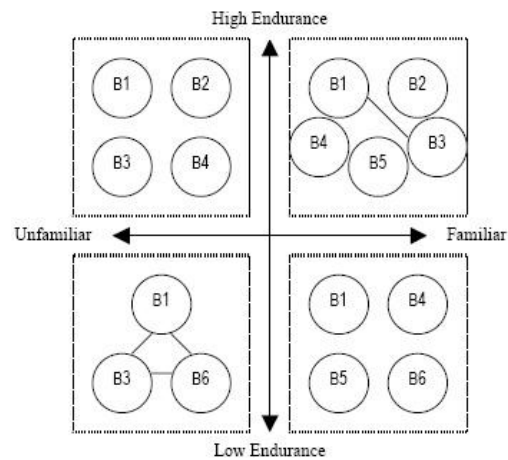 High Endurance
B1 B2 B1 B2
B4 B3
B3 B4 B5
Unfamiliar Familiar
B1 B1 B4
B3 B6 B5 B6
Low Endurance